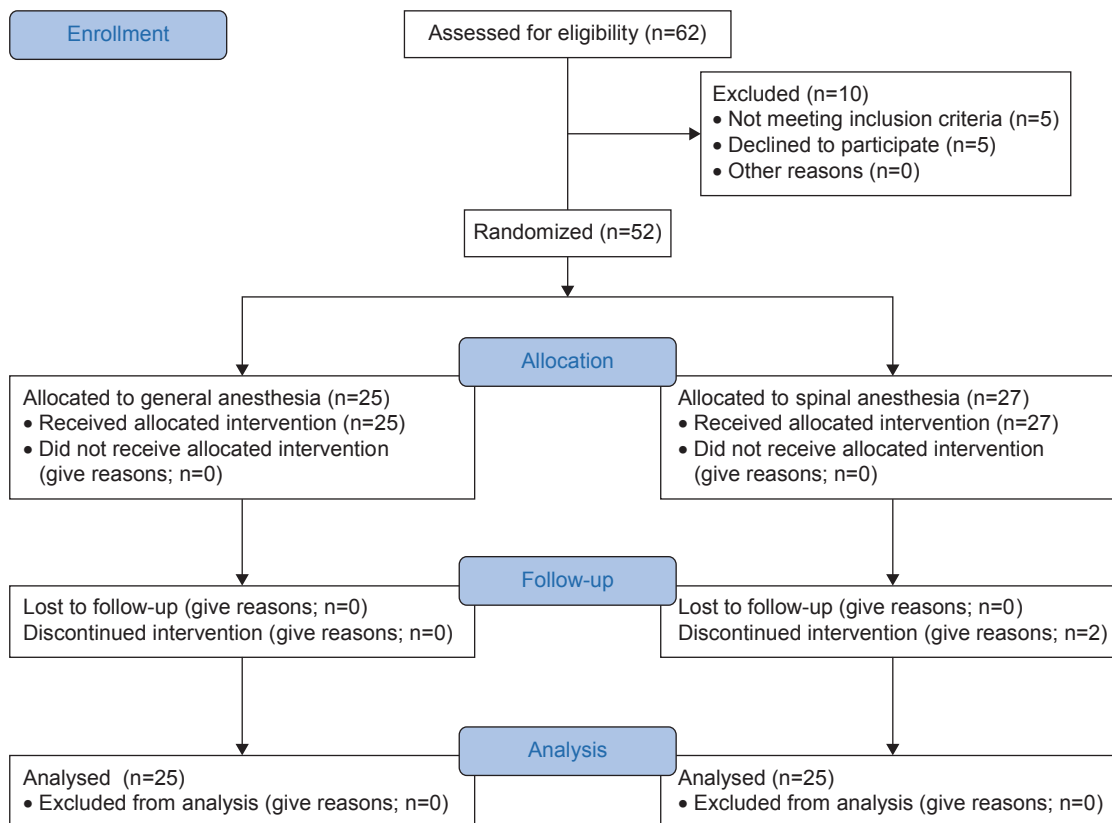 Enrollment
Assessed for eligibility (n=62)
Excluded (n=10)
• Not meeting inclusion criteria (n=5)
• Declined to participate (n=5)
• Other reasons (n=0)
Randomized (n=52)
Allocation
Allocated to general anesthesia (n=25)
• Received allocated intervention (n=25)
• Did not receive allocated intervention
(give reasons; n=0)
Allocated to spinal anesthesia (n=27)
• Received allocated intervention (n=27)
• Did not receive allocated intervention
(give reasons; n=0)
Follow-up
Lost to follow-up (give reasons; n=0)
Discontinued intervention (give reasons; n=0)
Lost to follow-up (give reasons; n=0)
Discontinued intervention (give reasons; n=2)
Analysis
Analysed (n=25)
• Excluded from analysis (give reasons; n=0)
Analysed (n=25)
• Excluded from analysis (give reasons; n=0)